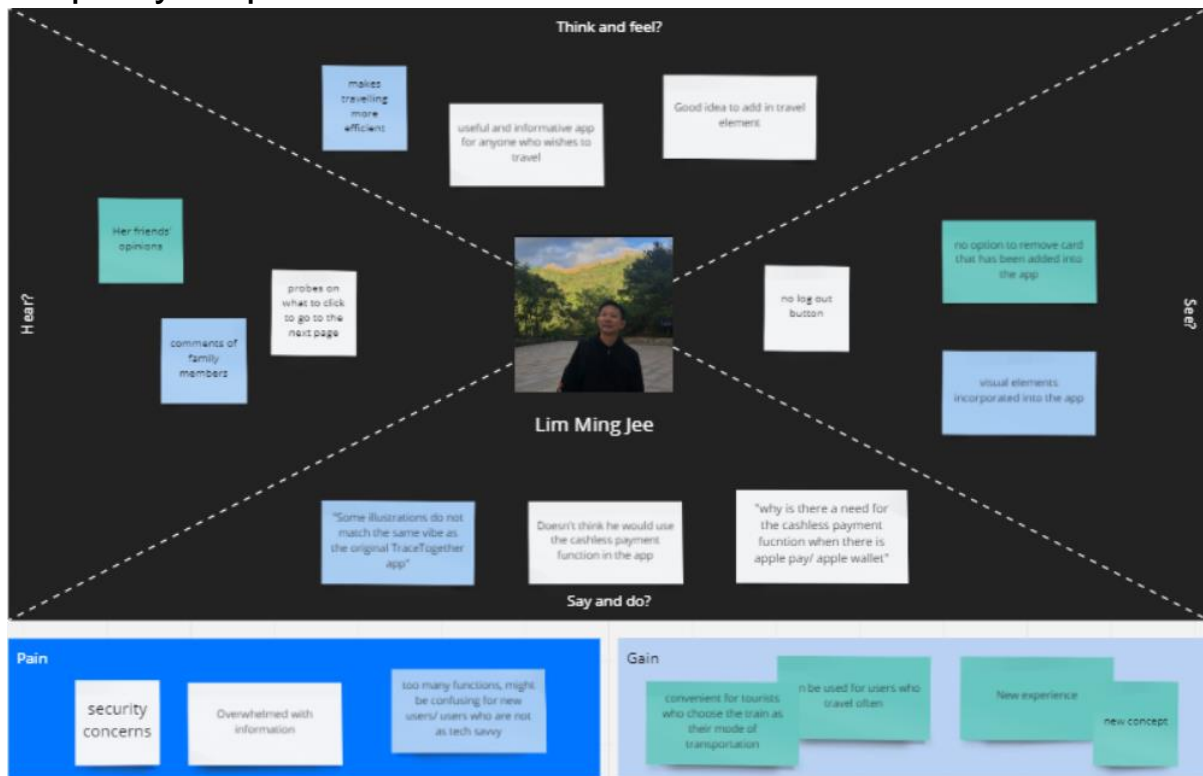 Think and feel?
makes
travelling
more
efficient
useful and informative app
for anyone who wishes to
travel
Good idea to add in travel
element
Hear?
Her friends'
opinions
probes on
what to click
to go to the
next page
comments of
family
members
Lim Ming Jee
See?
no log out
button
no option to remove card
that has been added into
the app
visual elements
incorporated into the app
"Some illustrations do not
match the same vibe as
the original TraceTogether
app"
Doesn't think he would use
the cashless payment
function in the app
"why is there a need for
the cashless payment
fucntion when there is
apple pay/ apple wallet"
Say and do?
Pain
security
concerns
Overwhelmed with
information
too many functions, might
be confusing for new
users/ users who are not
as tech savvy
Gain
convenient for tourists
who choose the train as
their mode of
transportation
n be used for users who
travel often
New experience
new concept